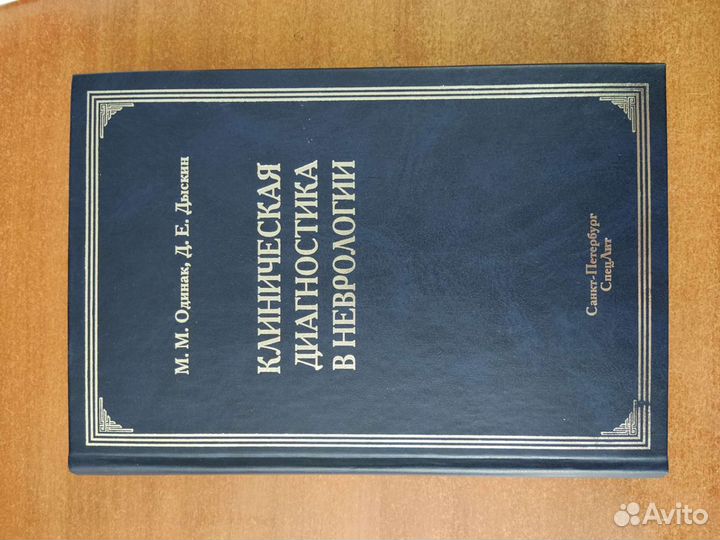 М. М. Одинак, Д. Е. Дыскин
КЛИНИЧЕСКАЯ
ДИАГНОСТИКА
В НЕВРОЛОГИИ
Санкт-Петербург
СпецЛит
Avito